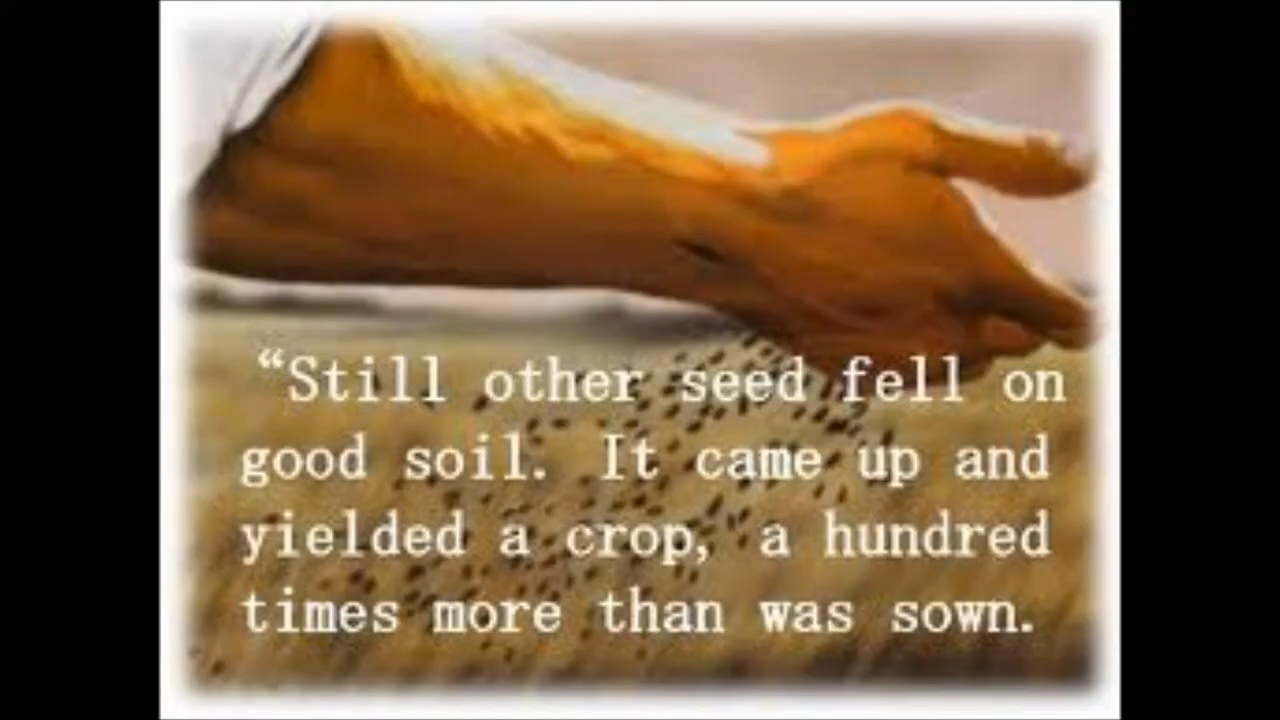 “Still other seed fell on
good soil. It came up and
yielded a crop, a hundred
times more than was sown.